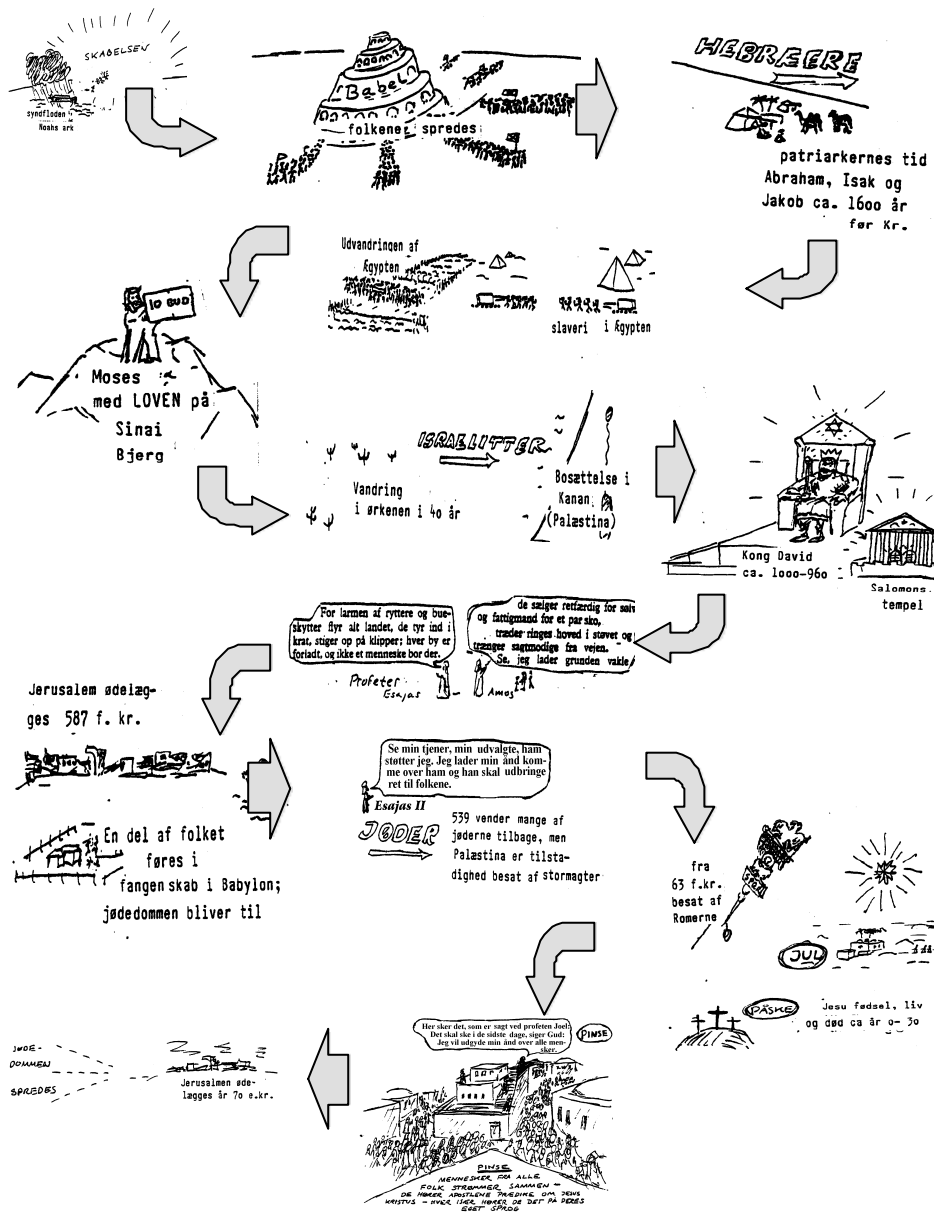 SKABELSEN
syndfloden
Noahs ark
Babel
folkene spredes
HEBRÆERE
patriarkernes tid
Abraham, Isak og
Jakob ca. 1600 år
før Kr.
Udvandringen af
Ægypten
slaveri i Ægypten
10 BUD
Moses
med LOVEN på
Sinai
Bjerg
ISRAELITTER
Vandring
i ørkenen i 40 år
Bosættelse i
Kanan
(Palæstina)
Kong David
ca. 1000-960
Salomons
tempel
For larmen af ryttere og bue-
skytter flyr alt landet, de tyr ind i
krat, stiger op på klipper; hver by er
forladt, og ikke et menneske bor der.
Profeter
Esajas
de sælger retfærdig for sølv
og fattigmand for et par sko,
træder ringes hoved i støvet og
trænger sagtmodige fra vejen.
Se, jeg lader grunden vakle
Amos
Jerusalem ødelæg-
ges 587 f. kr.
En del af folket
føres i
fangenskab i Babylon;
jødedommen bliver til
Se min tjener, min udvalgte, ham
støtter jeg. Jeg lader min ånd kom-
me over ham og han skal udbringe
ret til folkene.
Esajas II
JØDER
539 vender mange af
jøderne tilbage, men
Palæstina er tilsta-
dighed besat af stormagter
fra
63 f.kr.
besat af
Romerne
JUL
PÅSKE
Jesu fødsel, liv
og død ca år 0- 30
Her sker det, som er sagt ved profeten Joel:
Det skal ske i de sidste dage, siger Gud:
Jeg vil udgyde min ånd over alle men-
sker.
PINSE
PINSE
MENNESKER FRA ALLE
FOLK STRØMMER SAMMEN -
DE HØRER APOSTLENE PRÆDIKE OM JESUS
KRISTUS - HVER ISÆR HØRER DE DET PÅ DERES
EGET SPROG
Jerusalmen øde-
lægges år 70 e.kr.
JØDE-
DOMMEN
SPREDES